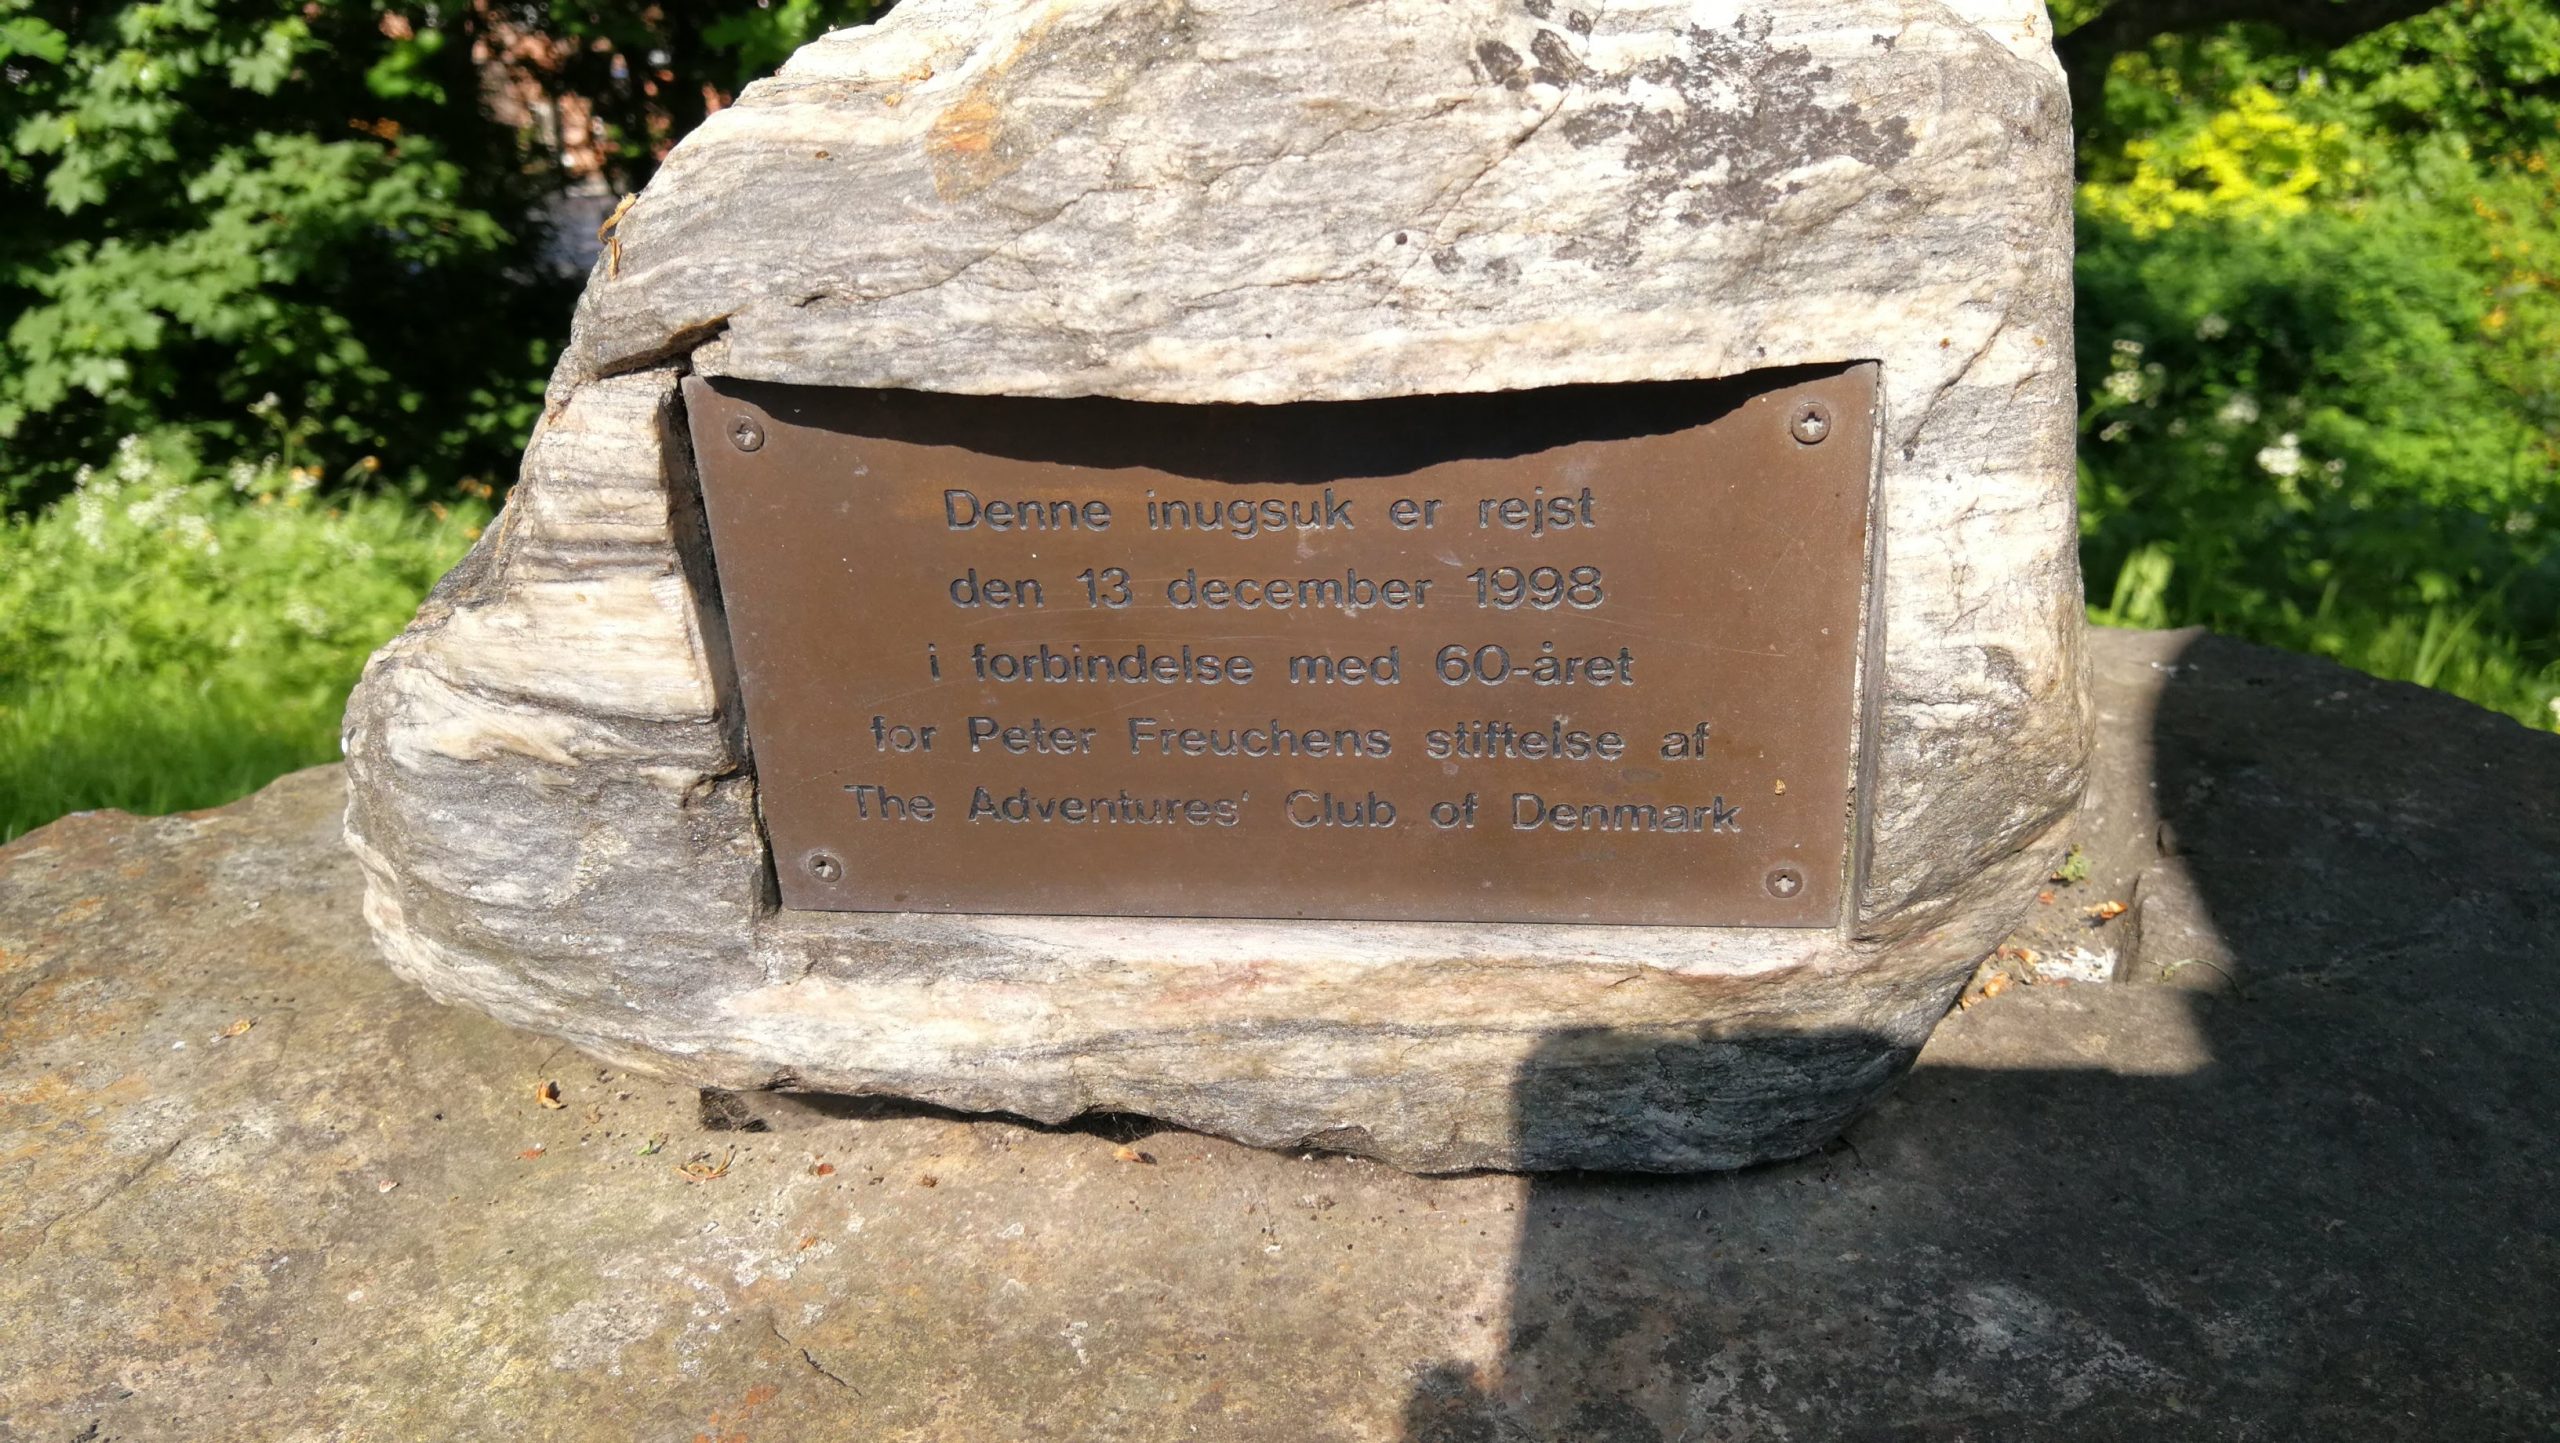 Denne inugsuk er rejst
den 13 december 1998
i forbindelse med 60-året
for Peter Freuchens stiftelse af
The Adventures' Club of Denmark